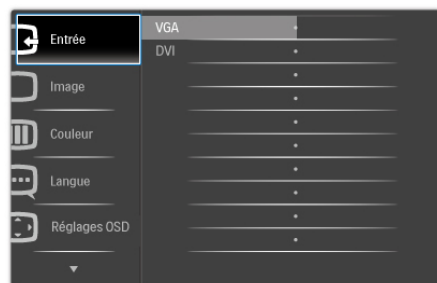 Entrée
Image
Couleur
Langue
Réglages OSD
VGA
DVI